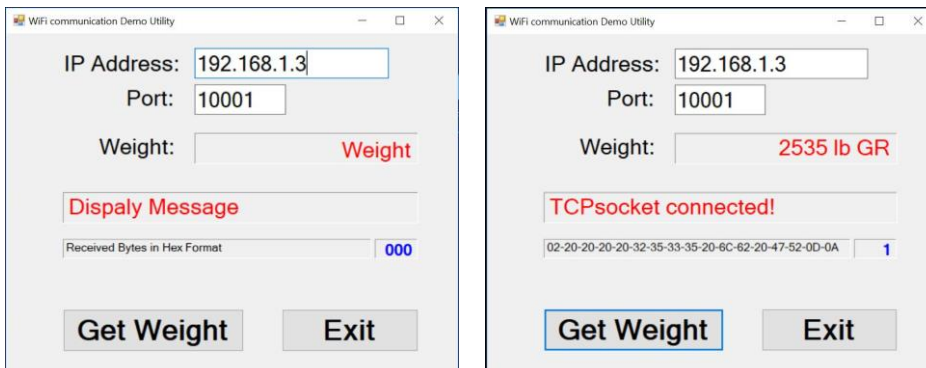 WiFi communication Demo Utility
IP Address: 192.168.1.3
Port: 10001
Weight: Weight
Dispaly Message
Received Bytes in Hex Format 000
Get Weight Exit
WiFi communication Demo Utility
IP Address: 192.168.1.3
Port: 10001
Weight: 2535 lb GR
TCPsocket connected!
02-20-20-20-20-32-35-33-35-20-6C-62-20-47-52-0D-0A 1
Get Weight Exit